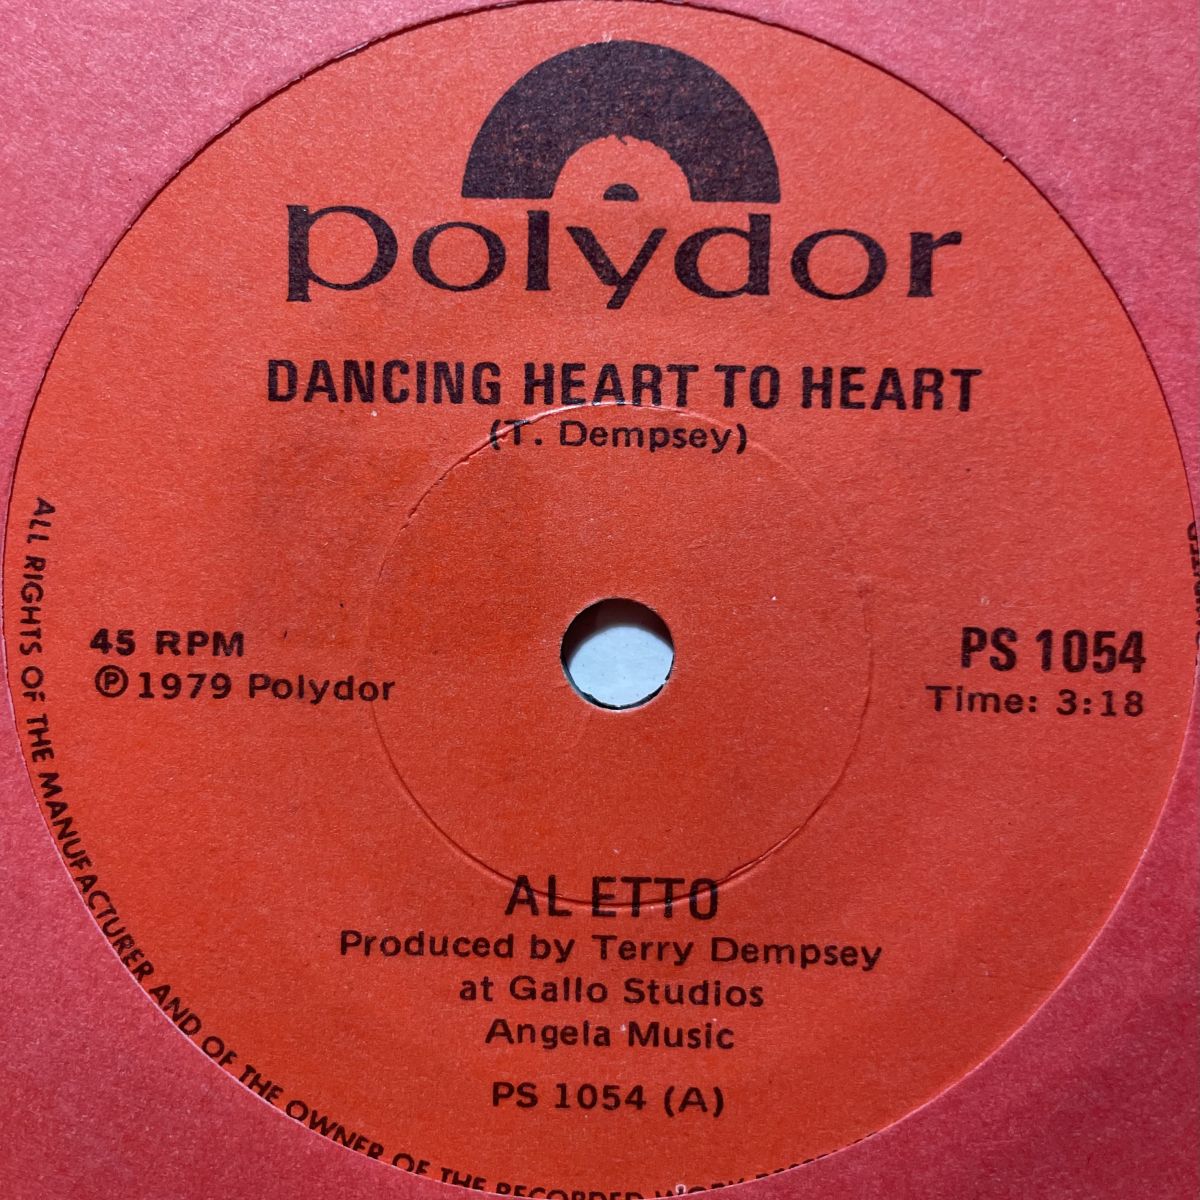 polydor
DANCING HEART TO HEART
(T. Dempsey)
45 RPM
℗ 1979 Polydor
PS 1054
Time: 3:18
AL ETTO
Produced by Terry Dempsey
at Gallo Studios
Angela Music
PS 1054 (A)
ALL RIGHTS OF THE MANUFACTURER AND OF THE OWNER OF THE RECORDED WORK